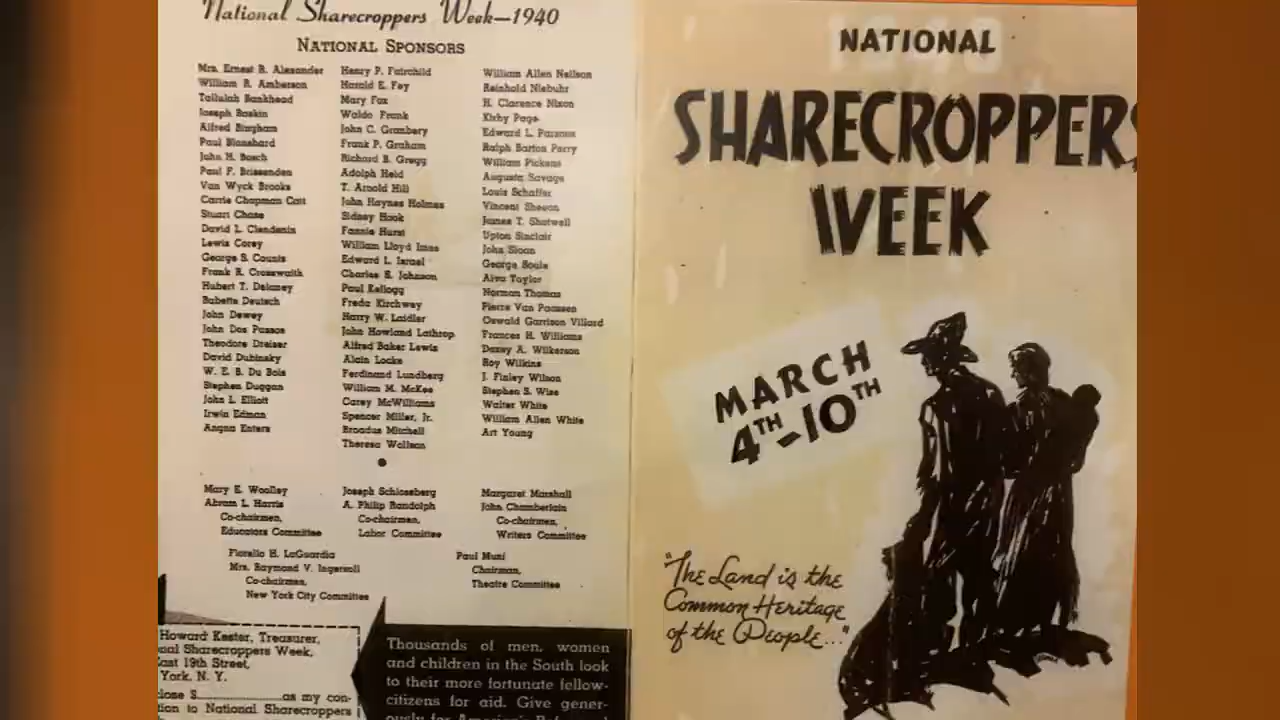 National Sharecroppers Week—1940
NATIONAL SPONSORS
Mrs. Ernest B. Alexander
William R. Amberson
Tallulah Bankhead
Joseph Baskin
Alfred Bingham
Paul Blanshard
John H. Bosch
Paul F. Brissenden
Van Wyck Brooks
Carrie Chapman Catt
Stuart Chase
David L. Clendenin
Lewis Corey
George S. Counts
Frank R. Crosswaith
Hubert T. Delaney
Babette Deutsch
John Dewey
John Dos Passos
Theodore Dreiser
David Dubinsky
W. E. B. Du Bois
Stephen Duggan
John L. Elliott
Irwin Edman
Angna Enters
Henry P. Fairchild
Harold E. Fey
Mary Fox
Waldo Frank
John C. Granbery
Frank P. Graham
Richard B. Gregg
Adolph Held
T. Arnold Hill
John Haynes Holmes
Sidney Hook
Fannie Hurst
William Lloyd Imes
Edward L. Israel
Charles S. Johnson
Paul Kellogg
Freda Kirchwey
Harry W. Laidler
John Howland Lathrop
Alfred Baker Lewis
Alain Locke
Ferdinand Lundberg
William M. McKee
Carey McWilliams
Spencer Miller, Jr.
Broadus Mitchell
Theresa Wolfson
William Allen Neilson
Reinhold Niebuhr
H. Clarence Nixon
Kirby Page
Edward L. Parsons
Ralph Barton Perry
William Pickens
Augusta Savage
Louis Schaffer
Vincent Sheean
James T. Shotwell
Upton Sinclair
John Sloan
George Soule
Alva Taylor
Norman Thomas
Pierre Van Paassen
Oswald Garrison Villard
Frances H. Williams
Doxey A. Wilkerson
Roy Wilkins
J. Finley Wilson
Stephen S. Wise
Walter White
William Allen White
Art Young
Mary E. Woolley
Abram L. Harris
Co-chairmen,
Educators Committee
Joseph Schlossberg
A. Philip Randolph
Co-chairmen,
Labor Committee
Margaret Marshall
John Chamberlain
Co-chairmen,
Writers Committee
Fiorello H. LaGuardia
Mrs. Raymond V. Ingersoll
Co-chairmen,
New York City Committee
Paul Muni
Chairman,
Theatre Committee
Howard Kester, Treasurer,
Sharecroppers Week,
19th Street,
York, N. Y.
$ as my con-
to National Sharecroppers
Thousands of men, women
and children in the South look
to their more fortunate fellow-
citizens for aid. Give gener-
NATIONAL
SHARECROPPERS
WEEK
MARCH
4TH-10TH
"The Land is the
Common Heritage
of the People..."